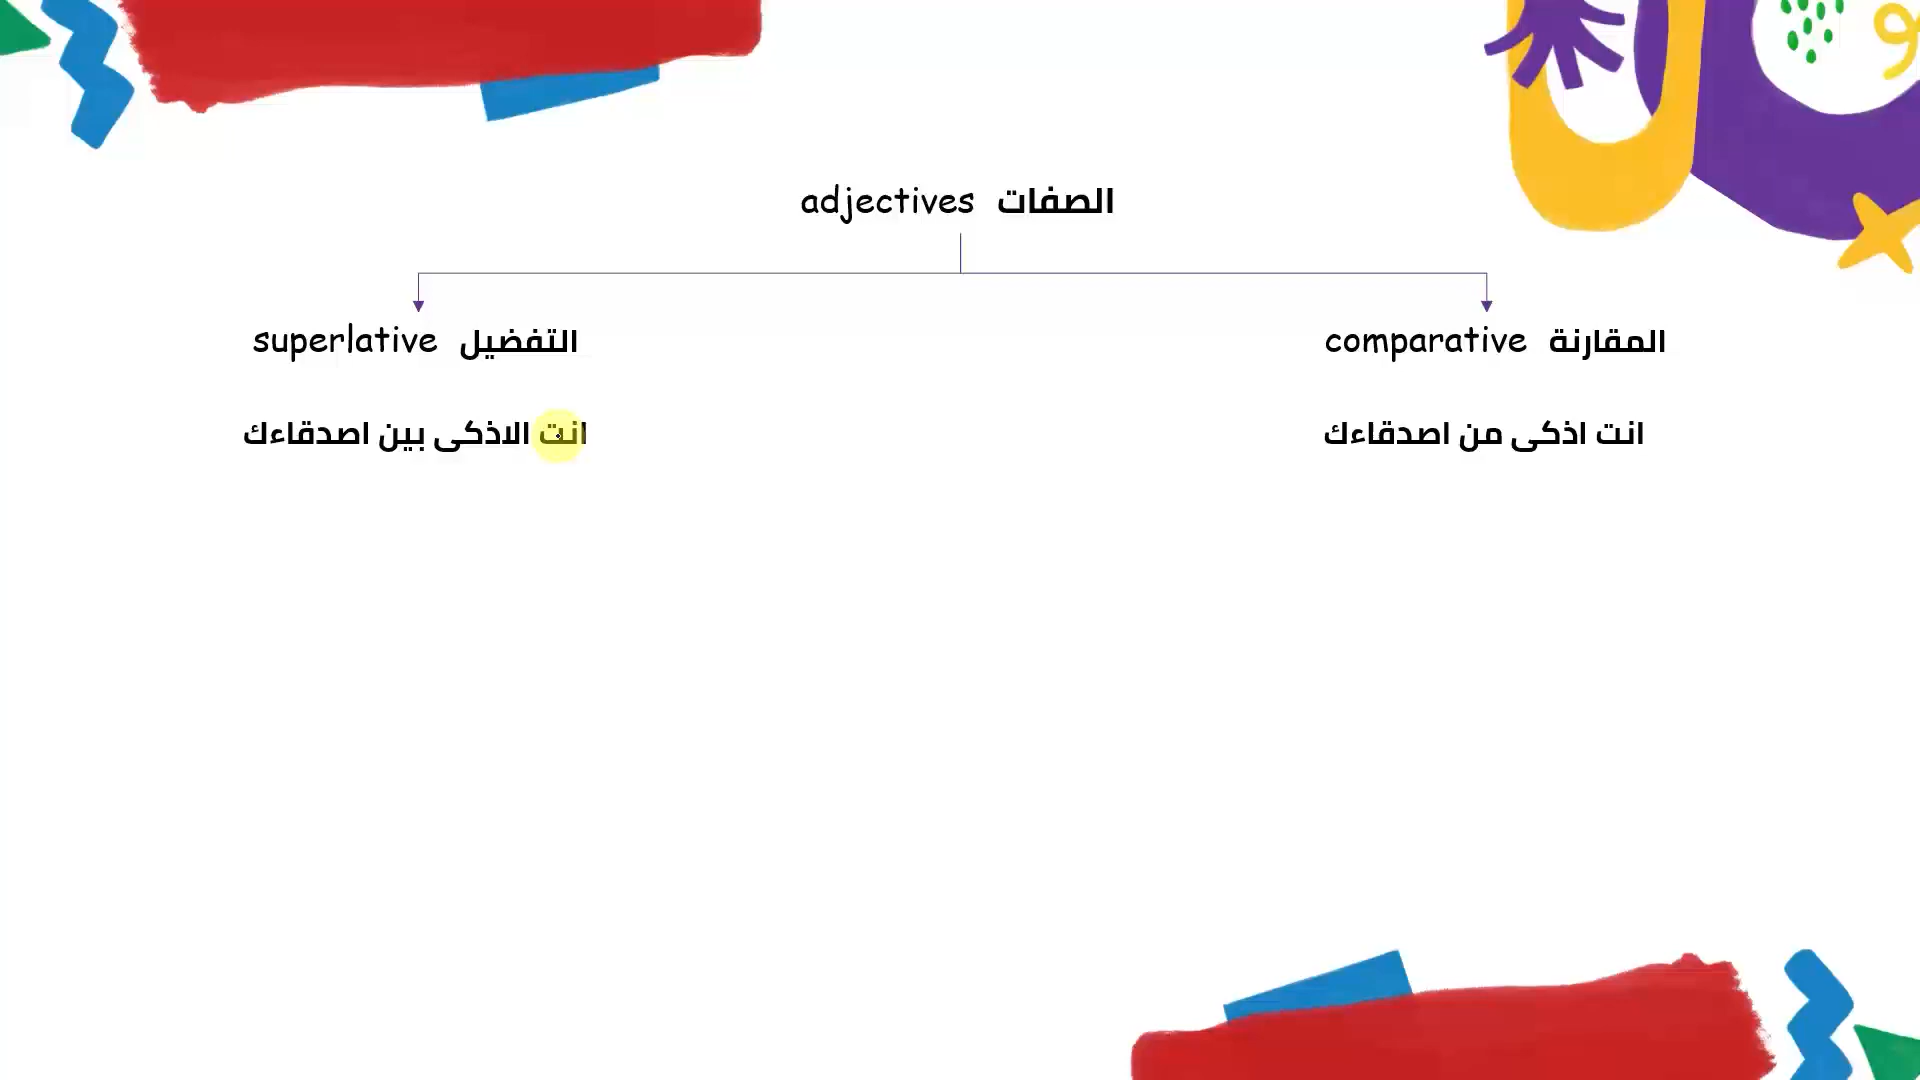 adjectives الصفات
superlative التفضيل
comparative المقارنة
انت الاذكى بين اصدقاءك
انت اذكى من اصدقاءك